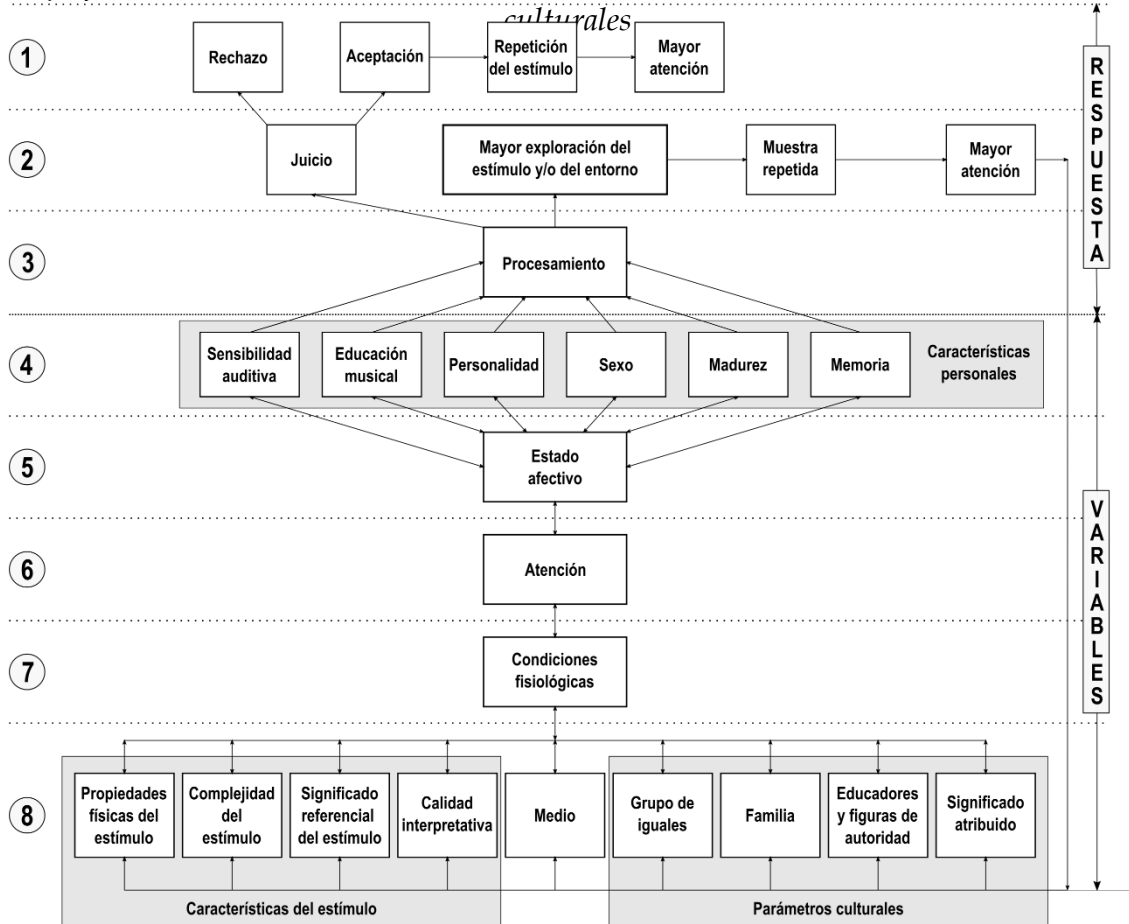 culturales
1
Rechazo
Aceptación
Repetición
del estímulo
Mayor
atención
2
Juicio
Mayor exploración del
estímulo y/o del entorno
Muestra
repetida
Mayor
atención
RESPUESTA
3
Procesamiento
4
Sensibilidad
auditiva
Educación
musical
Personalidad
Sexo
Madurez
Memoria
Características
personales
5
Estado
afectivo
6
Atención
7
Condiciones
fisiológicas
VARIABLES
8
Propiedades
físicas del
estímulo
Complejidad
del
estímulo
Significado
referencial
del estímulo
Calidad
interpretativa
Medio
Grupo de
iguales
Familia
Educadores
y figuras de
autoridad
Significado
atribuido
Características del estímulo
Parámetros culturales